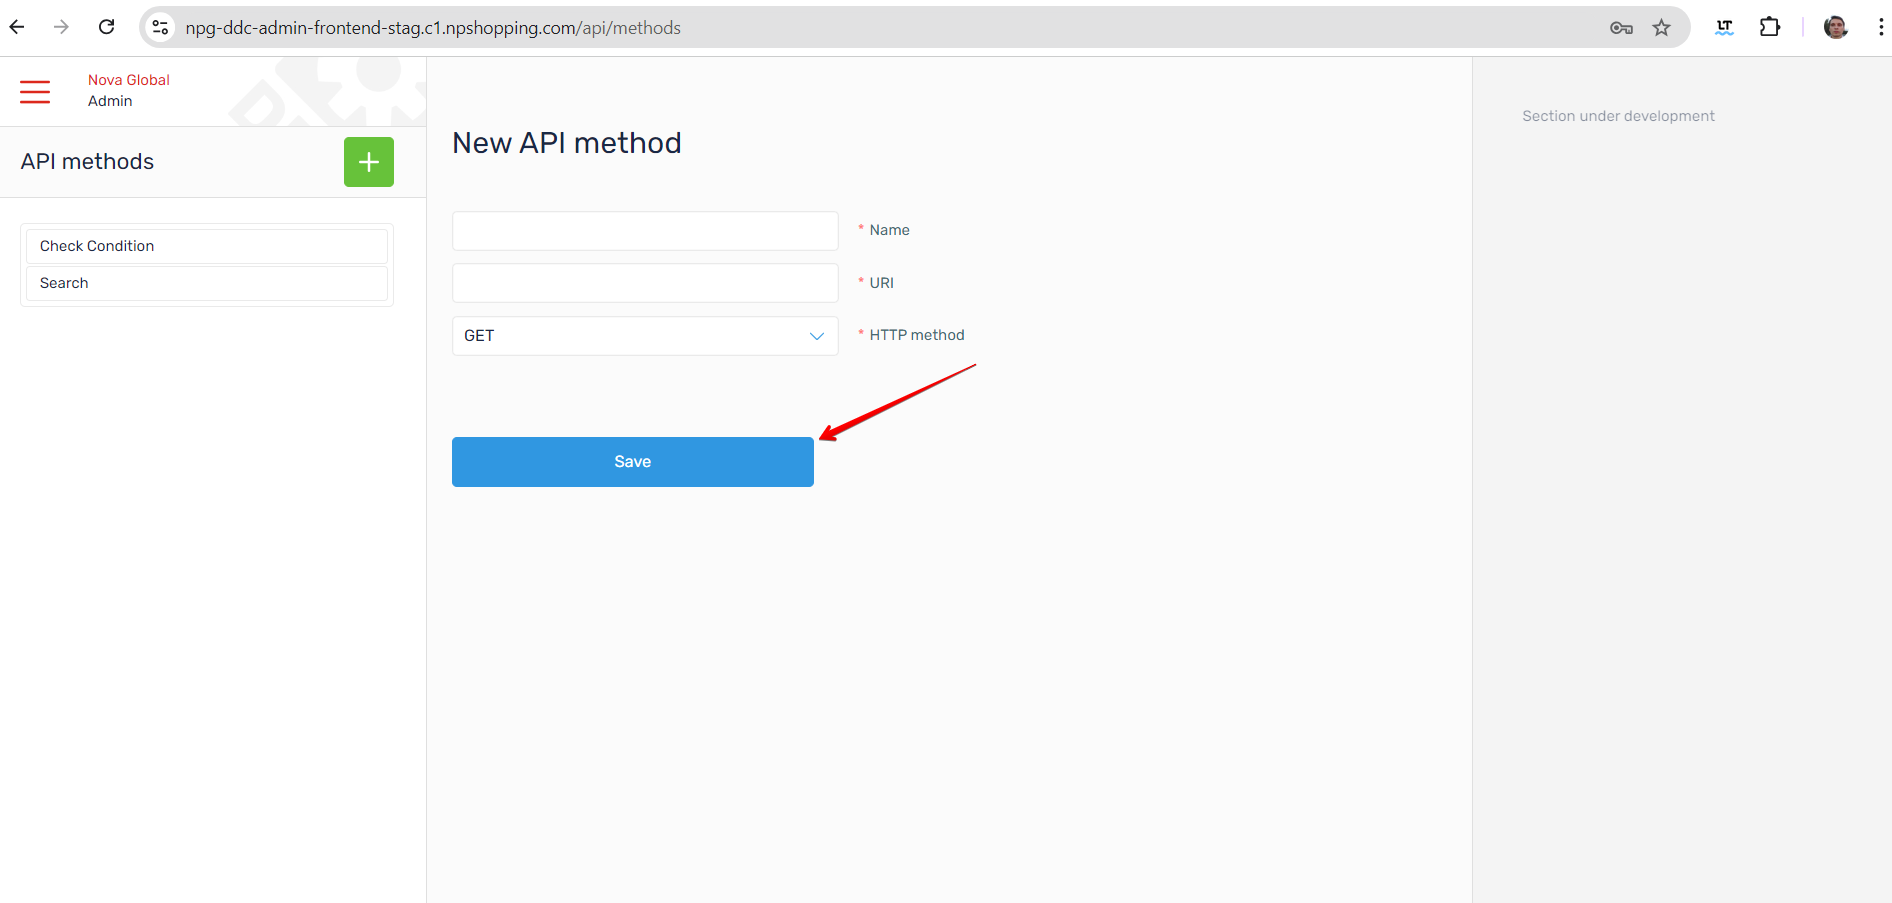 npg-ddc-admin-frontend-stag.c1.npshopping.com/api/methods
LT
Nova Global
Admin
API methods
Check Condition
Search
New API method
* Name
* URI
GET
* HTTP method
Save
Section under development